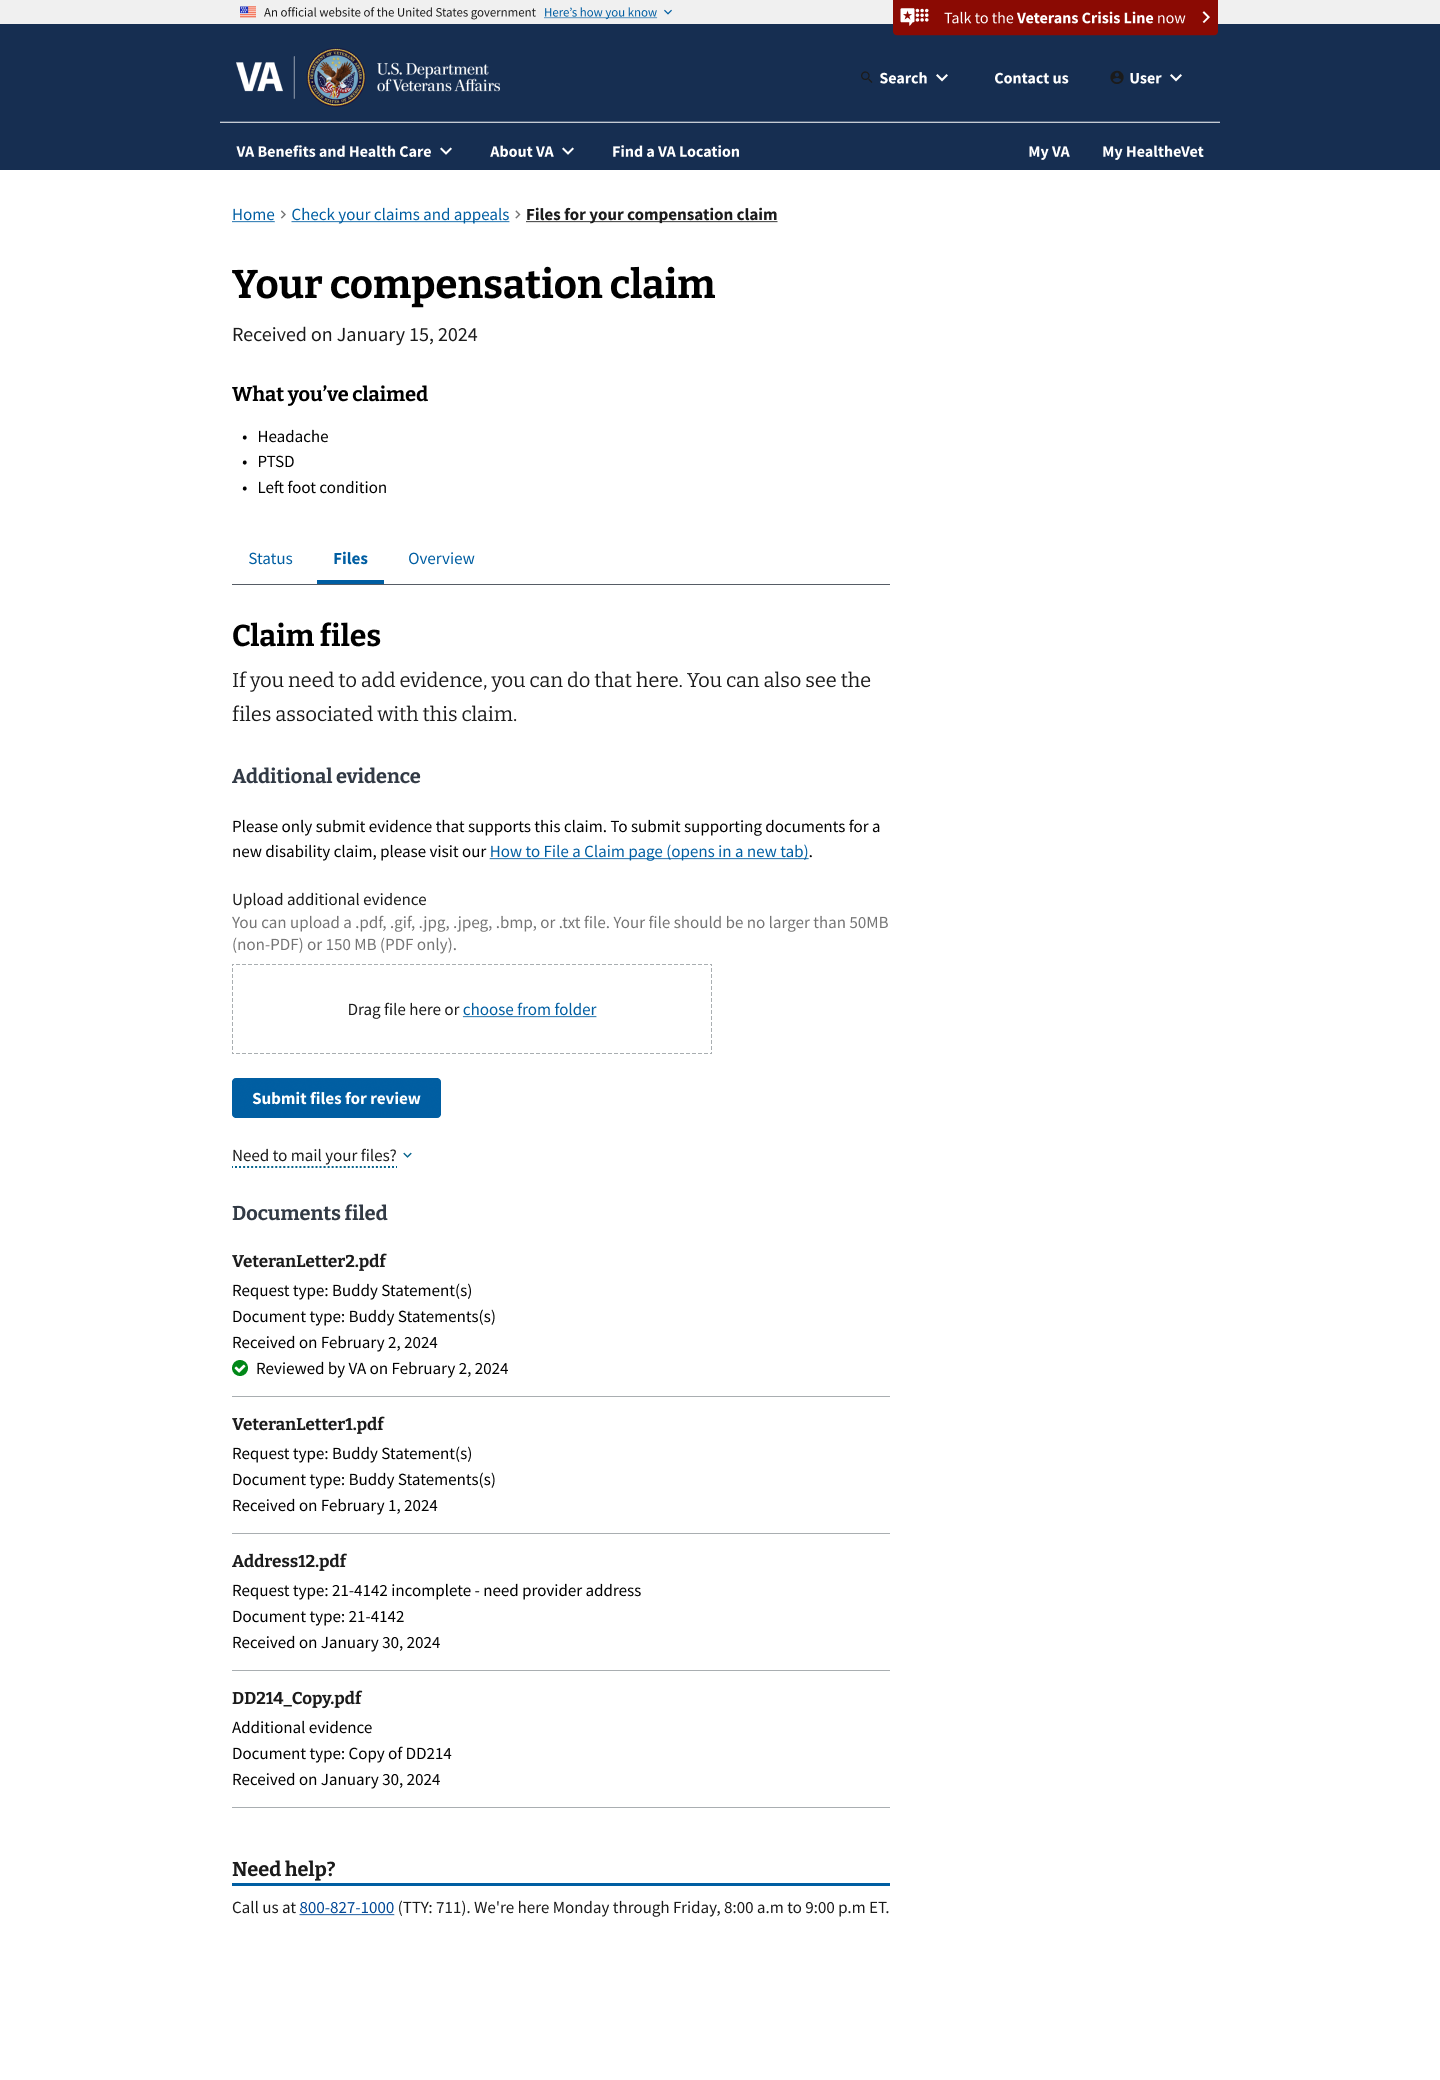 An official website of the United States government Here's how you know
Talk to the Veterans Crisis Line now
VA
U.S. Department
of Veterans Affairs
Search
Contact us
User
VA Benefits and Health Care
About VA
Find a VA Location
My VA
My HealtheVet
Home > Check your claims and appeals > Files for your compensation claim
Your compensation claim
Received on January 15, 2024
What you’ve claimed
• Headache
• PTSD
• Left foot condition
Status Files Overview
Claim files
If you need to add evidence, you can do that here. You can also see the
files associated with this claim.
Additional evidence
Please only submit evidence that supports this claim. To submit supporting documents for a
new disability claim, please visit our How to File a Claim page (opens in a new tab).
Upload additional evidence
You can upload a .pdf, .gif, .jpg, .jpeg, .bmp, or .txt file. Your file should be no larger than 50MB
(non-PDF) or 150 MB (PDF only).
Drag file here or choose from folder
Submit files for review
Need to mail your files?
Documents filed
VeteranLetter2.pdf
Request type: Buddy Statement(s)
Document type: Buddy Statements(s)
Received on February 2, 2024
Reviewed by VA on February 2, 2024
VeteranLetter1.pdf
Request type: Buddy Statement(s)
Document type: Buddy Statements(s)
Received on February 1, 2024
Address12.pdf
Request type: 21-4142 incomplete - need provider address
Document type: 21-4142
Received on January 30, 2024
DD214_Copy.pdf
Additional evidence
Document type: Copy of DD214
Received on January 30, 2024
Need help?
Call us at 800-827-1000 (TTY: 711). We're here Monday through Friday, 8:00 a.m to 9:00 p.m ET.